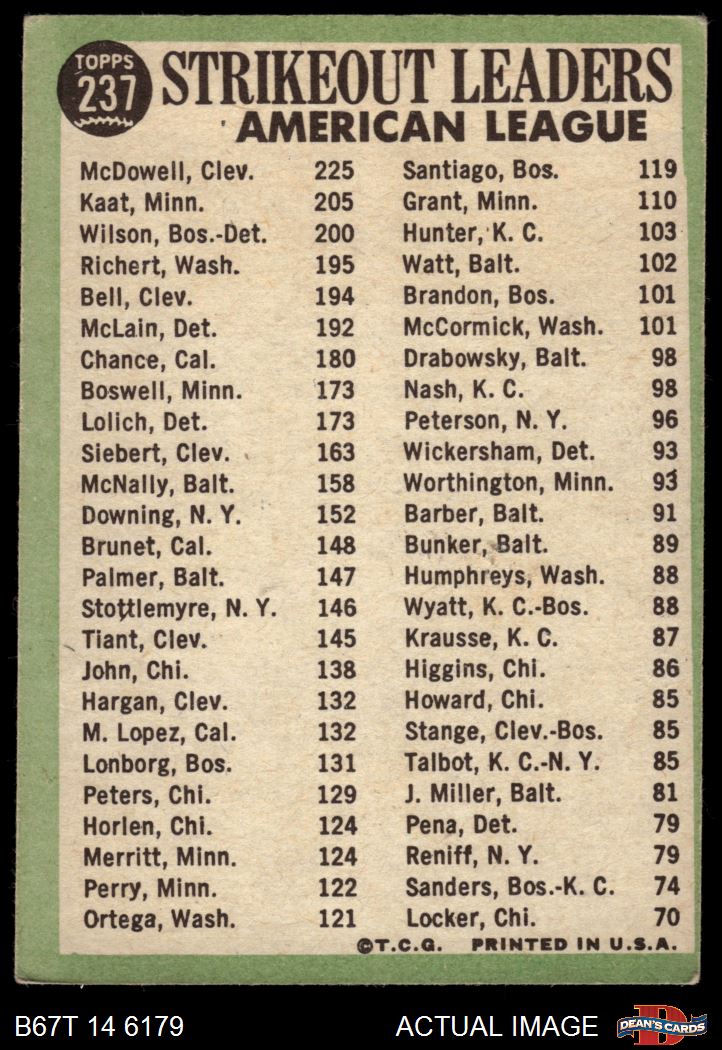 TOPPS
237
STRIKEOUT LEADERS
AMERICAN LEAGUE
McDowell, Clev. 225
Kaat, Minn. 205
Wilson, Bos.-Det. 200
Richert, Wash. 195
Bell, Clev. 194
McLain, Det. 192
Chance, Cal. 180
Boswell, Minn. 173
Lolich, Det. 173
Siebert, Clev. 163
McNally, Balt. 158
Downing, N. Y. 152
Brunet, Cal. 148
Palmer, Balt. 147
Stottlemyre, N. Y. 146
Tiant, Clev. 145
John, Chi. 138
Hargan, Clev. 132
M. Lopez, Cal. 132
Lonborg, Bos. 131
Peters, Chi. 129
Horlen, Chi. 124
Merritt, Minn. 124
Perry, Minn. 122
Ortega, Wash. 121
Santiago, Bos. 119
Grant, Minn. 110
Hunter, K. C. 103
Watt, Balt. 102
Brandon, Bos. 101
McCormick, Wash. 101
Drabowsky, Balt. 98
Nash, K. C. 98
Peterson, N. Y. 96
Wickersham, Det. 93
Worthington, Minn. 93
Barber, Balt. 91
Bunker, Balt. 89
Humphreys, Wash. 88
Wyatt, K. C.-Bos. 88
Krausse, K. C. 87
Higgins, Chi. 86
Howard, Chi. 85
Stange, Clev.-Bos. 85
Talbot, K. C.-N. Y. 85
J. Miller, Balt. 81
Pena, Det. 79
Reniff, N. Y. 79
Sanders, Bos.-K. C. 74
Locker, Chi. 70
©T.C.G. PRINTED IN U.S.A.
B67T 14 6179 ACTUAL IMAGE
D
DEAN'S CARDS